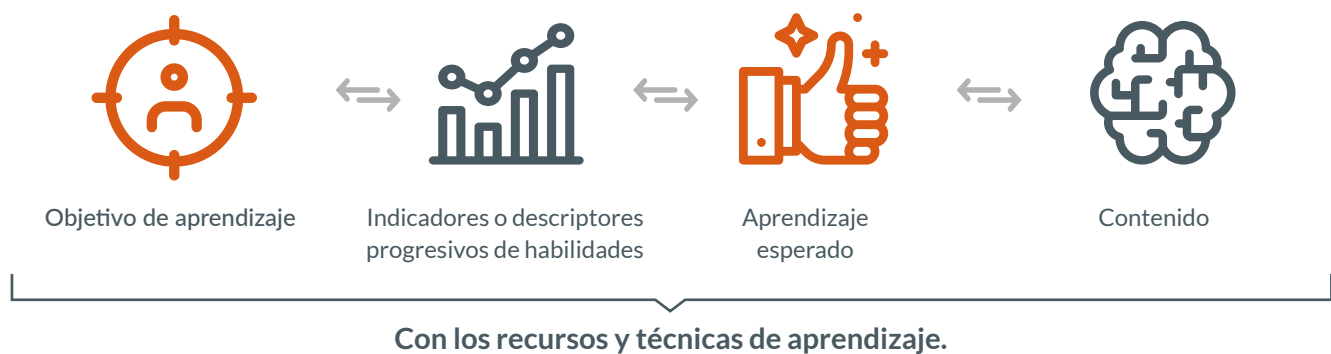 Objetivo de aprendizaje
Indicadores o descriptores
progresivos de habilidades
Aprendizaje
esperado
Contenido
Con los recursos y técnicas de aprendizaje.